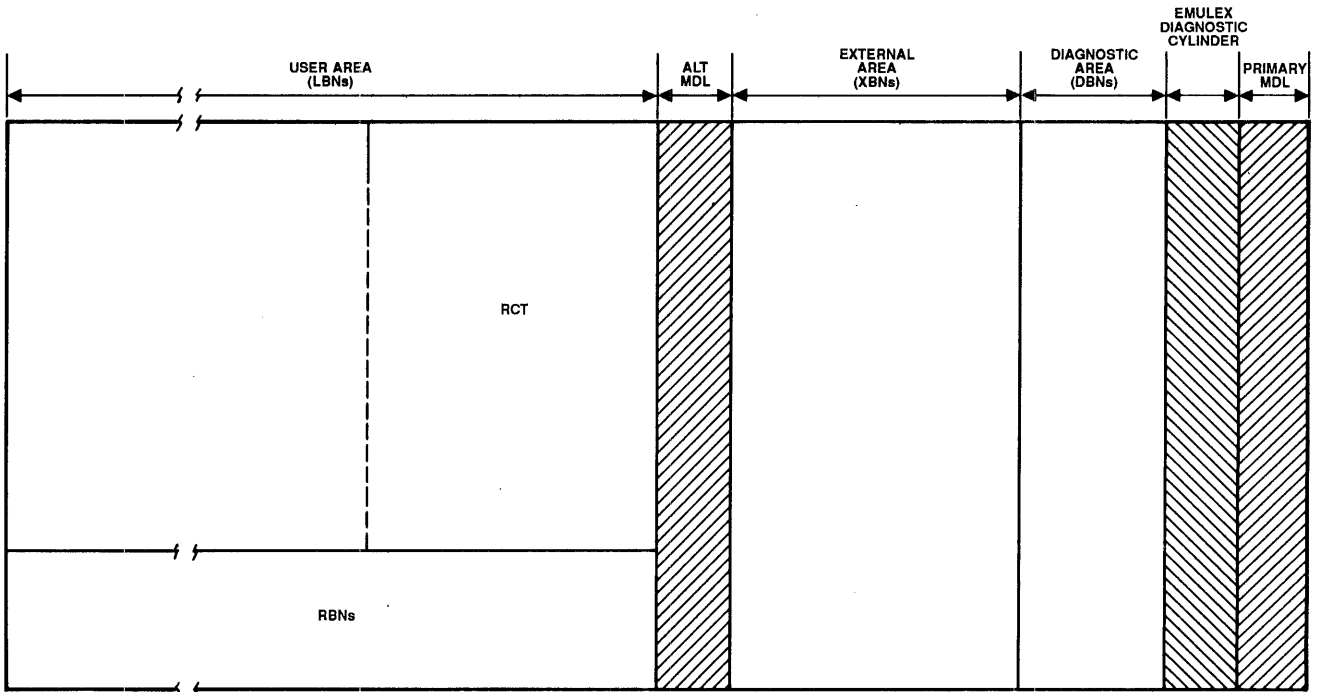 USER AREA
(LBNs)
ALT
MDL
EXTERNAL
AREA
(XBNs)
DIAGNOSTIC
AREA
(DBNs)
EMULEX
DIAGNOSTIC
CYLINDER
PRIMARY
MDL
RCT
RBNs